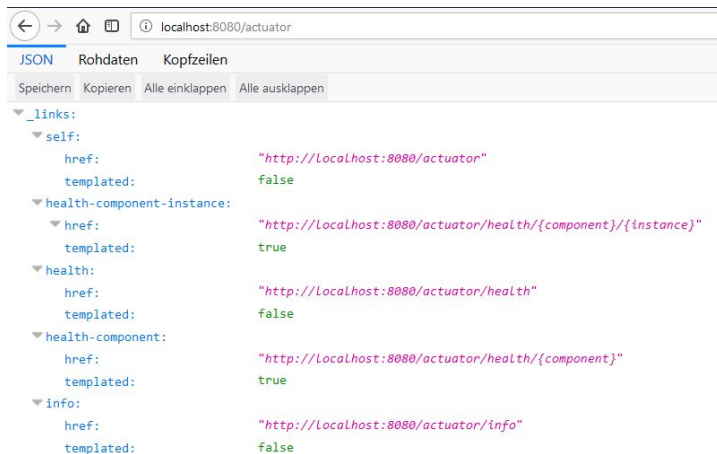 localhost:8080/actuator
JSON Rohdaten Kopfzeilen
Speichern Kopieren Alle einklappen Alle ausklappen
_links:
self:
href: "http://localhost:8080/actuator"
templated: false
health-component-instance:
href: "http://localhost:8080/actuator/health/{component}/{instance}"
templated: true
health:
href: "http://localhost:8080/actuator/health"
templated: false
health-component:
href: "http://localhost:8080/actuator/health/{component}"
templated: true
info:
href: "http://localhost:8080/actuator/info"
templated: false